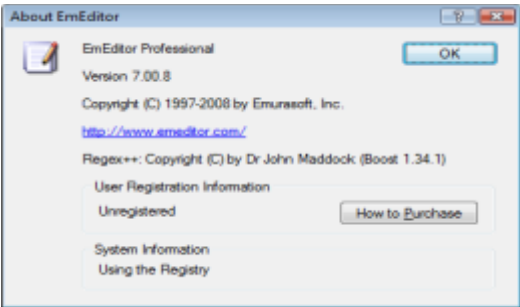 About EmEditor
EmEditor Professional
OK
Version 7.00.8
Copyright (C) 1997-2008 by Emurasoft, Inc.
http://www.emeditor.com/
Regex++: Copyright (C) by Dr John Maddock (Boost 1.34.1)
User Registration Information
Unregistered
How to Purchase
System Information
Using the Registry